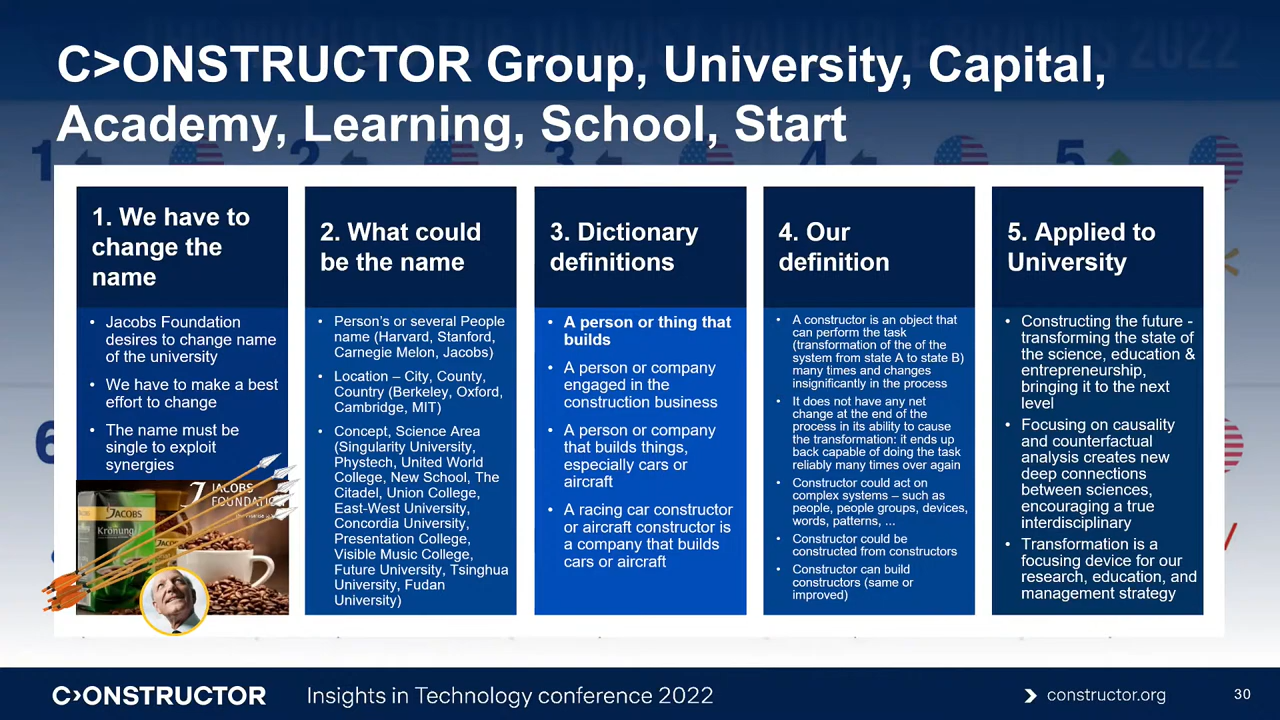 C>ONSTRUCTOR Group, University, Capital,
Academy, Learning, School, Start
1
2
3
4
5
6
1. We have to
change the
name
• Jacobs Foundation
desires to change name
of the university
• We have to make a best
effort to change
• The name must be
single to exploit
synergies
JACOBS
FOUNDATION
JACOBS
Krönung
2. What could
be the name
• Person's or several People
name (Harvard, Stanford,
Carnegie Melon, Jacobs)
• Location – City, County,
Country (Berkeley, Oxford,
Cambridge, MIT)
• Concept, Science Area
(Singularity University,
Phystech, United World
College, New School, The
Citadel, Union College,
East-West University,
Concordia University,
Presentation College,
Visible Music College,
Future University, Tsinghua
University, Fudan
University)
3. Dictionary
definitions
• A person or thing that
builds
• A person or company
engaged in the
construction business
• A person or company
that builds things,
especially cars or
aircraft
• A racing car constructor
or aircraft constructor is
a company that builds
cars or aircraft
4. Our
definition
• A constructor is an object that
can perform the task
(transformation of the of the
system from state A to state B)
many times and changes
insignificantly in the process
• It does not have any net
change at the end of the
process in its ability to cause
the transformation: it ends up
back capable of doing the task
reliably many times over again
• Constructor could act on
complex systems – such as
people, people groups, devices,
words, patterns, ...
• Constructor could be
constructed from constructors
• Constructor can build
constructors (same or
improved)
5. Applied to
University
• Constructing the future -
transforming the state of
the science, education &
entrepreneurship,
bringing it to the next
level
• Focusing on causality
and counterfactual
analysis creates new
deep connections
between sciences,
encouraging a true
interdisciplinary
• Transformation is a
focusing device for our
research, education, and
management strategy
C>ONSTRUCTOR
Insights in Technology conference 2022
constructor.org
30